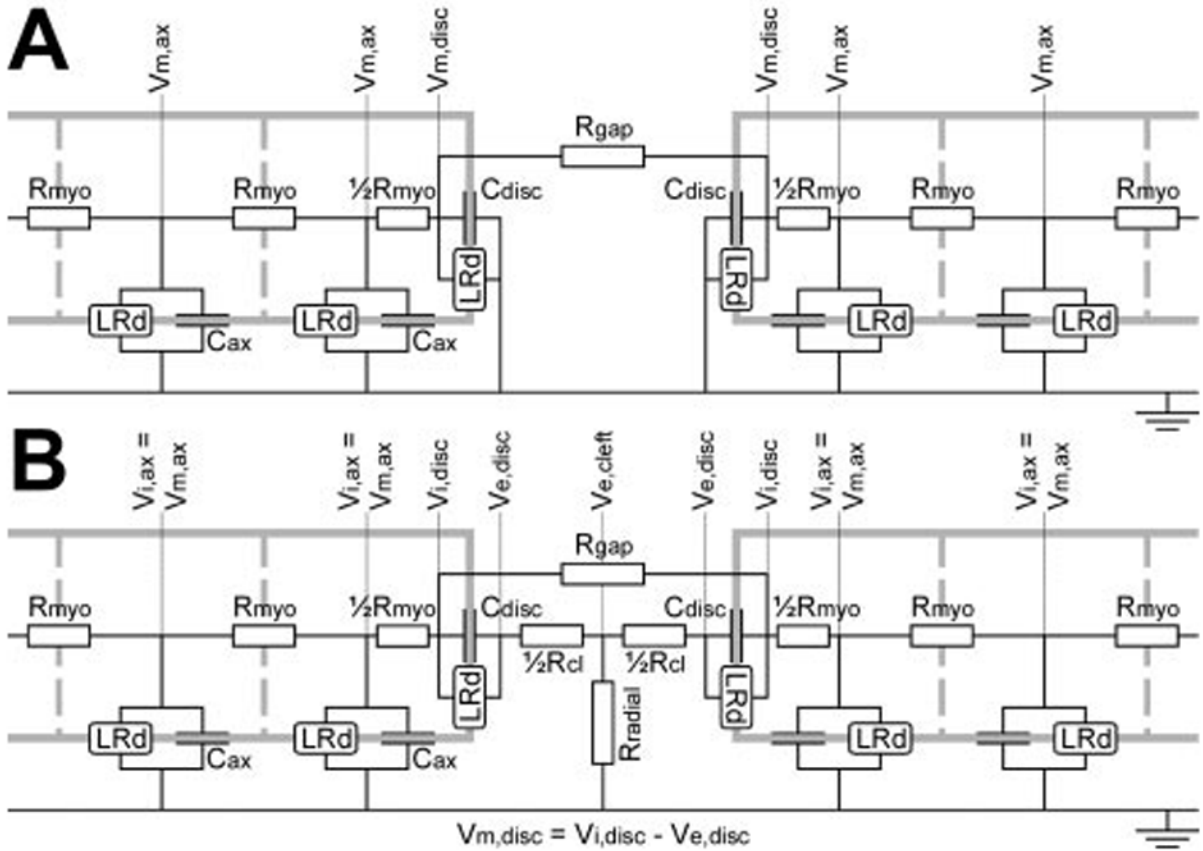 A
Vm,ax Vm,ax Vm,disc Vm,disc Vm,ax Vm,ax
Rgap
Rmyo Rmyo ½Rmyo Cdisc Cdisc ½Rmyo Rmyo Rmyo
LRd LRd
LRd Cax LRd Cax LRd LRd
B
Vi,ax = Vm,ax Vi,ax = Vm,ax Vi,disc Ve,disc Ve,cleft Ve,disc Vi,disc Vi,ax = Vm,ax Vi,ax = Vm,ax
Rgap
Rmyo Rmyo ½Rmyo Cdisc Cdisc ½Rmyo Rmyo Rmyo
½Rcl ½Rcl
LRd Rradial LRd
LRd Cax LRd Cax LRd LRd
Vm,disc = Vi,disc - Ve,disc